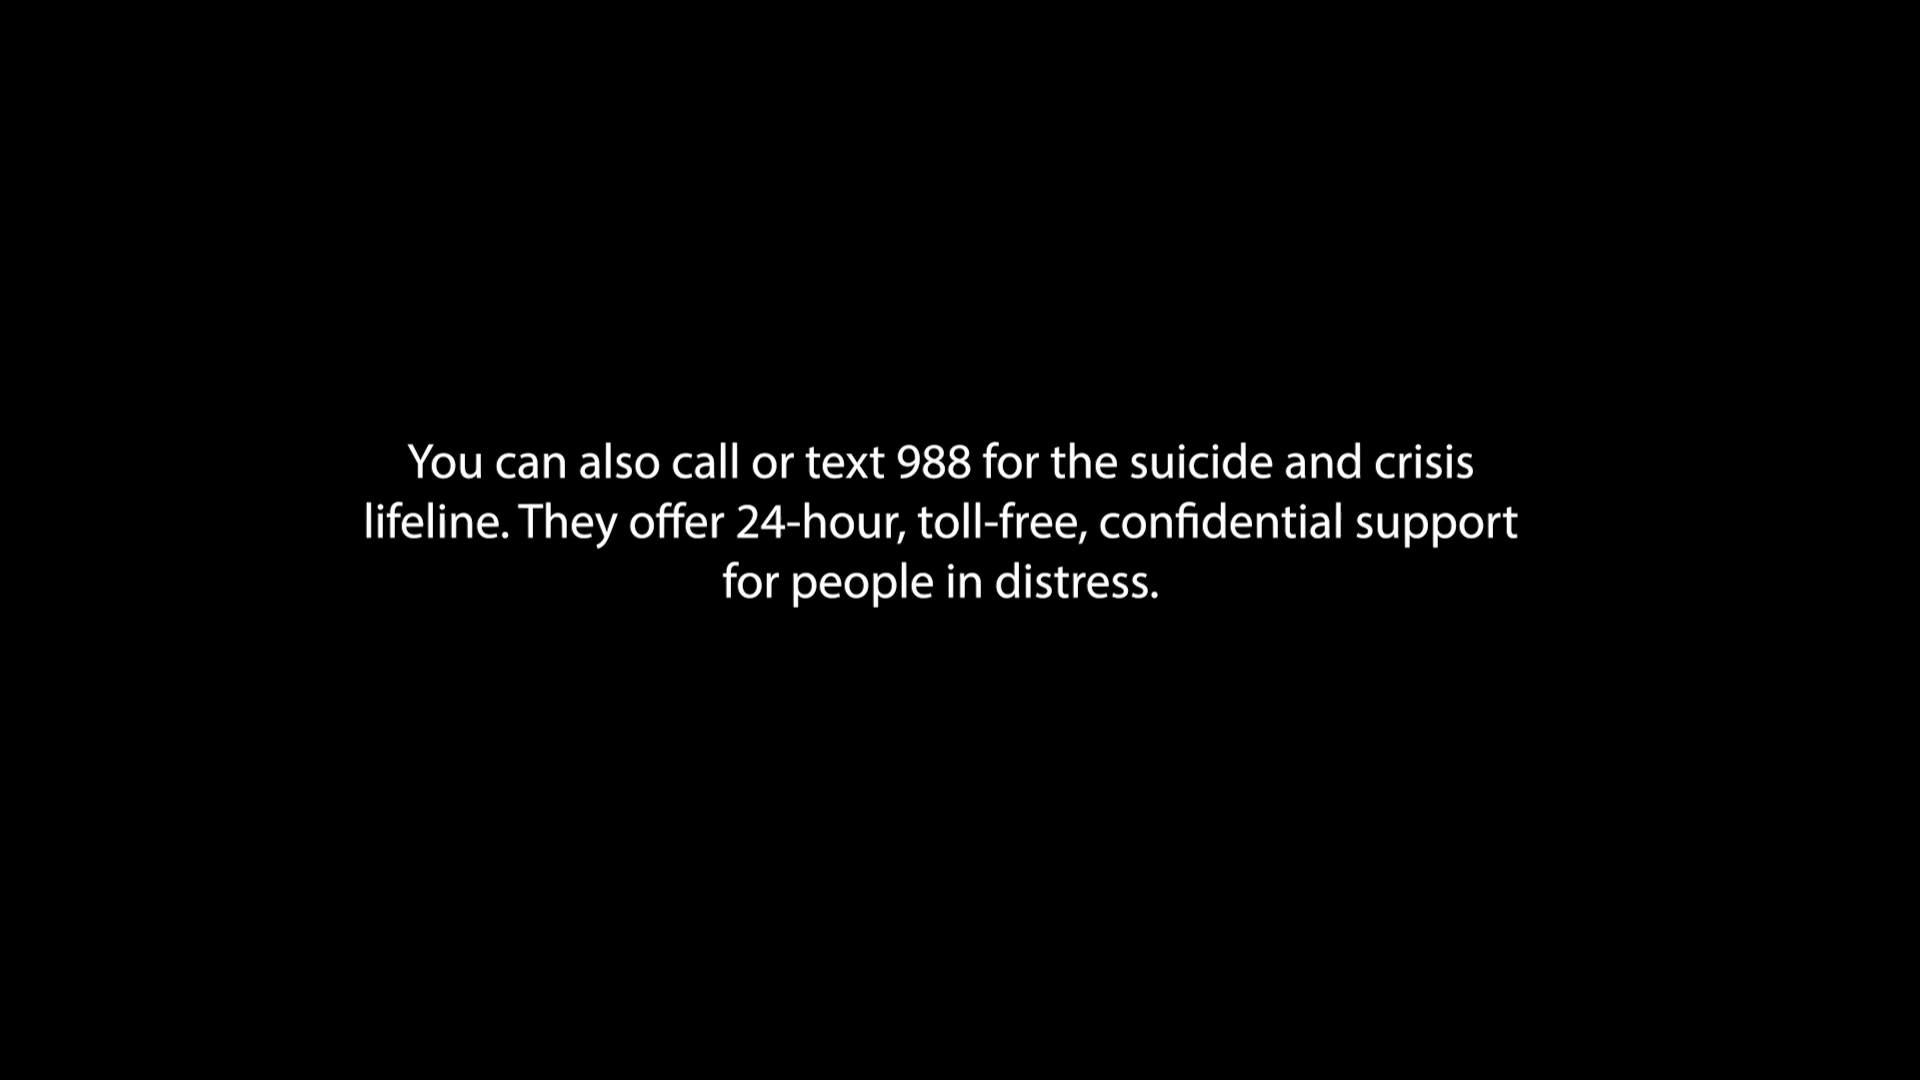 You can also call or text 988 for the suicide and crisis
lifeline. They offer 24-hour, toll-free, confidential support
for people in distress.